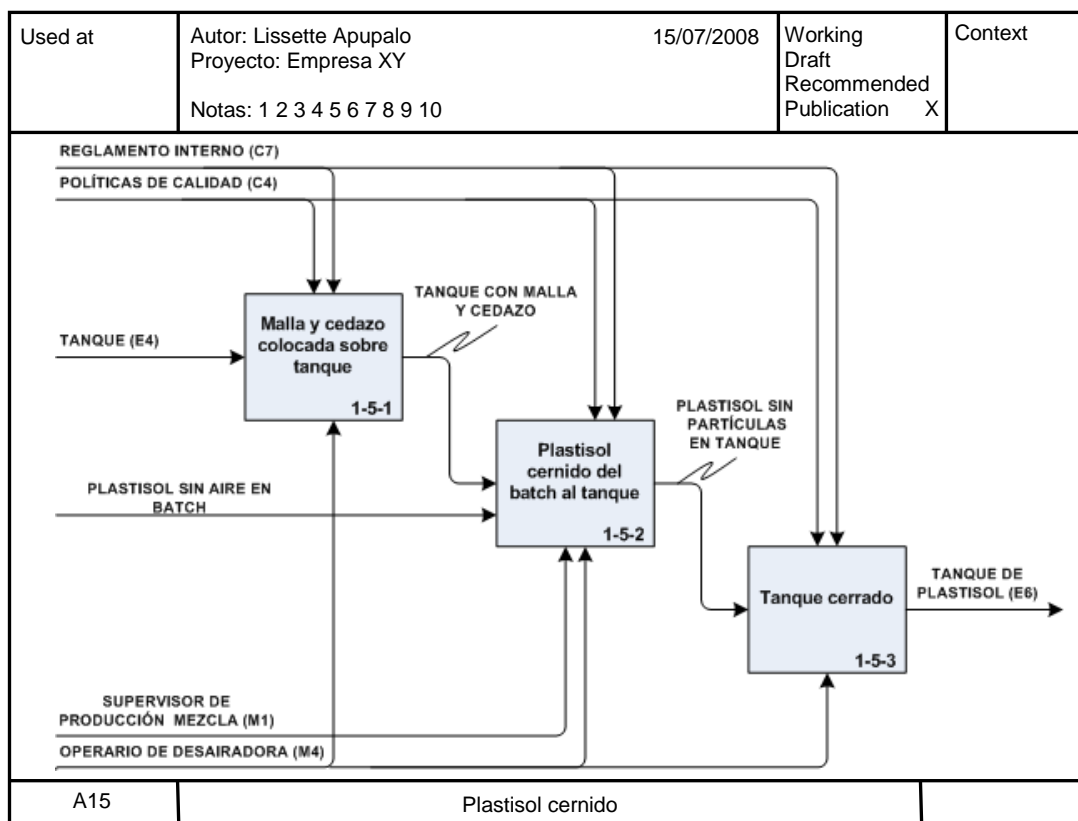 Used at
Autor: Lissette Apupalo 15/07/2008
Proyecto: Empresa XY
Notas: 1 2 3 4 5 6 7 8 9 10
Working
Draft
Recommended
Publication X
Context
REGLAMENTO INTERNO (C7)
POLÍTICAS DE CALIDAD (C4)
TANQUE CON MALLA
Y CEDAZO
TANQUE (E4)
Malla y cedazo
colocada sobre
tanque
1-5-1
PLASTISOL SIN
PARTÍCULAS
EN TANQUE
PLASTISOL SIN AIRE EN
BATCH
Plastisol
cernido del
batch al tanque
1-5-2
Tanque cerrado
1-5-3
TANQUE DE
PLASTISOL (E6)
SUPERVISOR DE
PRODUCCIÓN MEZCLA (M1)
OPERARIO DE DESAIRADORA (M4)
A15
Plastisol cernido